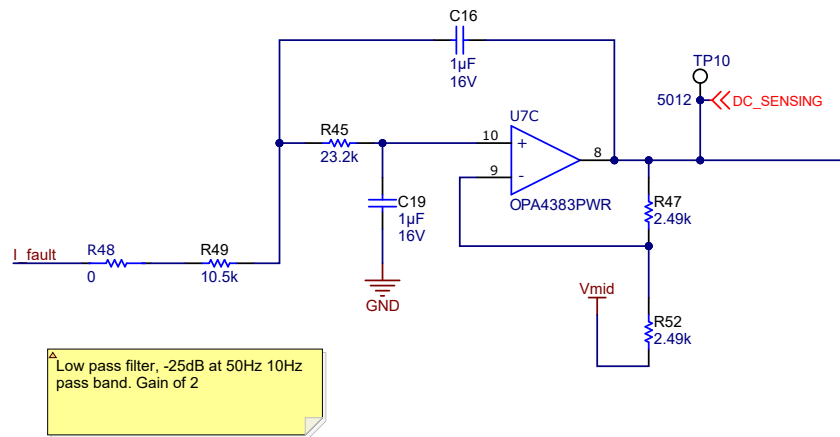 C16
1µF
16V
TP10
5012
DC_SENSING
U7C
R45
23.2k
10
+
8
9
-
OPA4383PWR
C19
1µF
16V
R47
2.49k
I_fault
R48
0
R49
10.5k
GND
Vmid
R52
2.49k
Low pass filter, -25dB at 50Hz 10Hz
pass band. Gain of 2